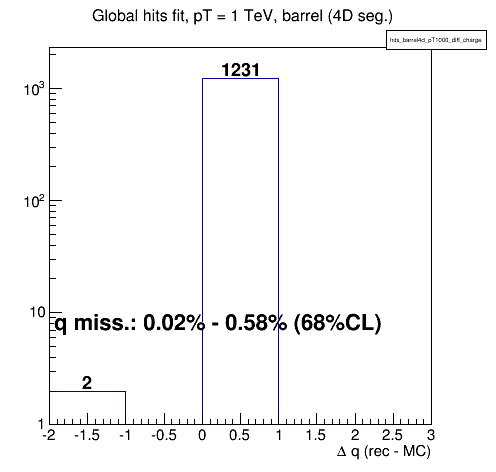 Global hits fit, pT = 1 TeV, barrel (4D seg.)
hits_barrel4d_pT1000_diff_charge
1231
10³
10²
10
q miss.: 0.02% - 0.58% (68%CL)
2
1
-2 -1.5 -1 -0.5 0 0.5 1 1.5 2 2.5 3
Δ q (rec - MC)